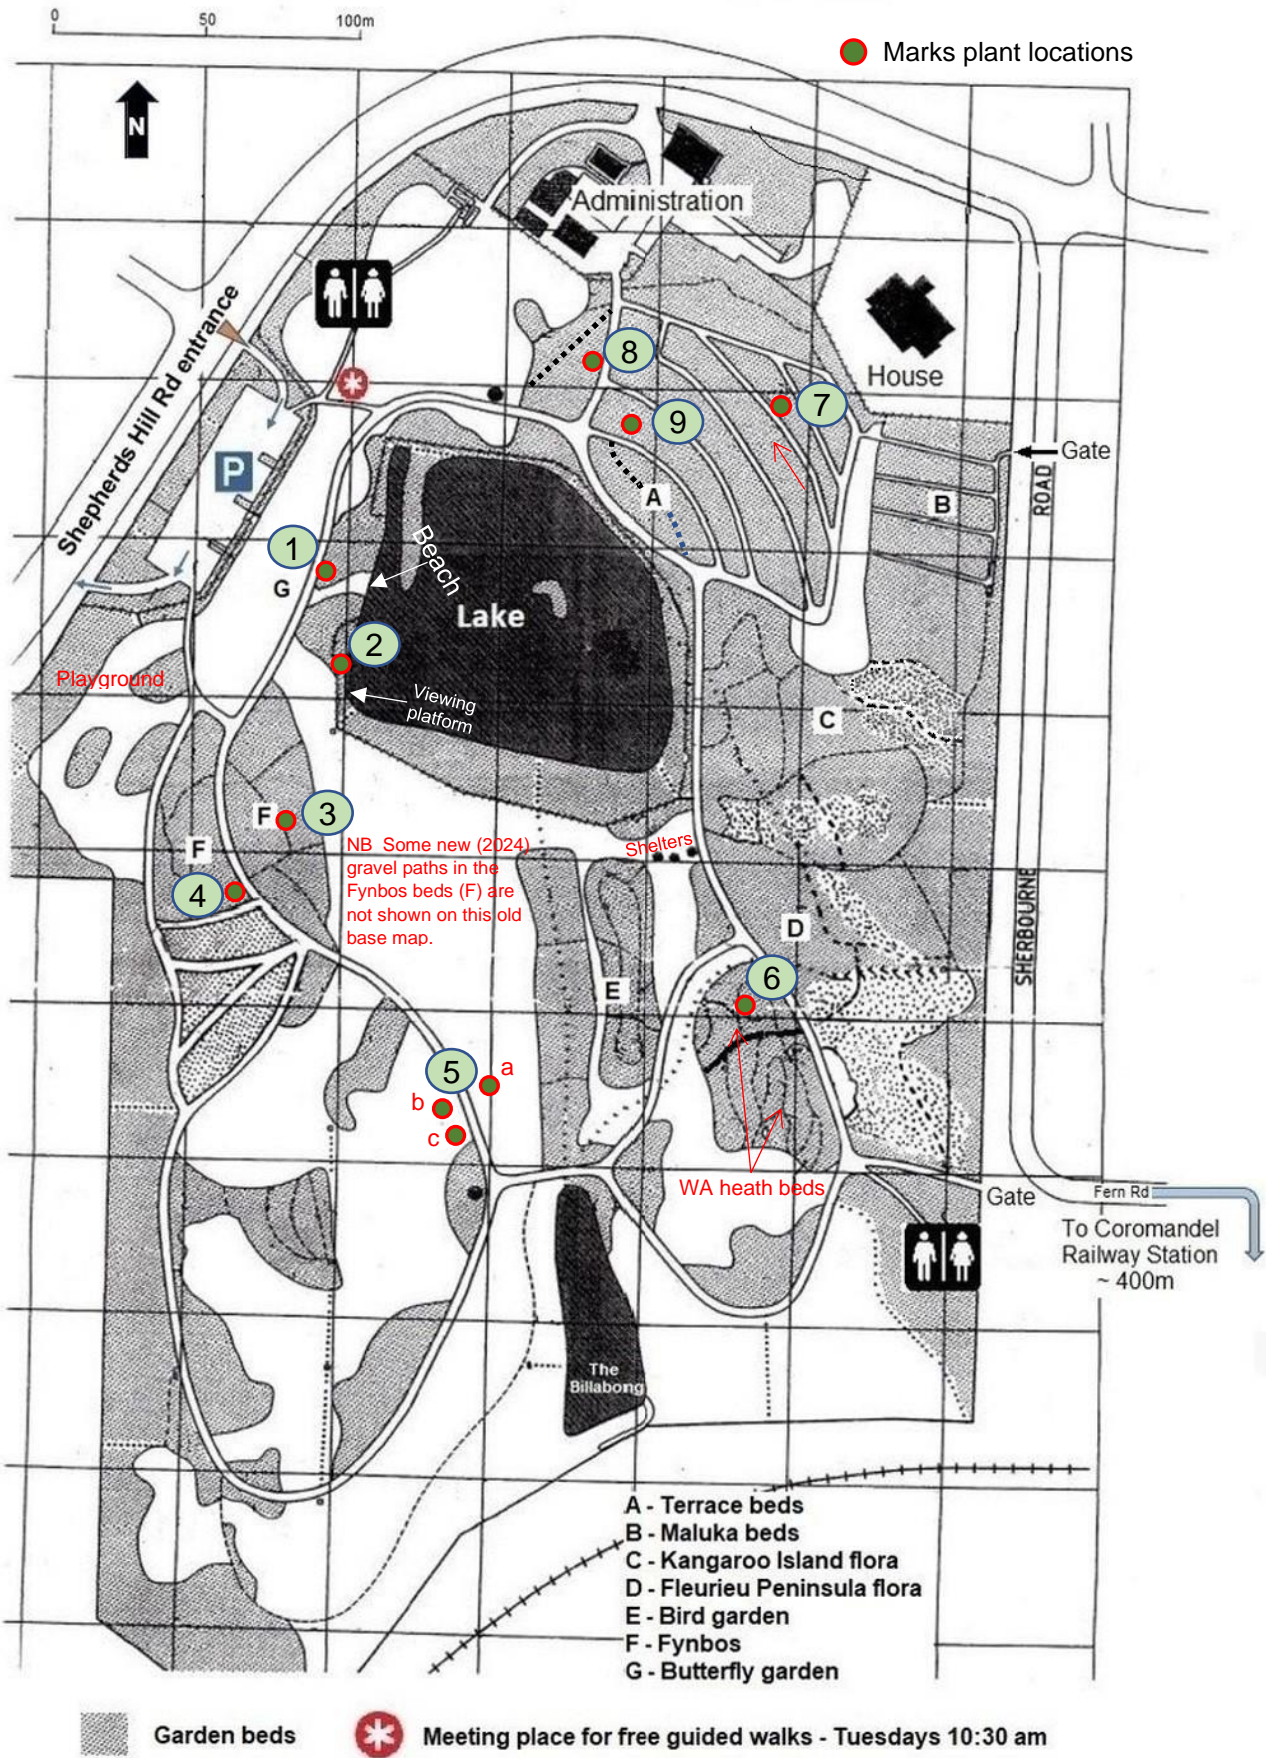 0 50 100m
Marks plant locations
N
Administration
Shepherds Hill Rd entrance
House
8
7
9
Gate
P
A
B
ROAD
1
G
Beach
Lake
2
Playground
Viewing
platform
C
3
F
F
4
NB Some new (2024)
gravel paths in the
Fynbos beds (F) are
not shown on this old
base map.
Shelters
SHERBOURNE
D
6
E
5
a
b
c
WA heath beds
Gate
Fern Rd
To Coromandel
Railway Station
~ 400m
The
Billabong
A - Terrace beds
B - Maluka beds
C - Kangaroo Island flora
D - Fleurieu Peninsula flora
E - Bird garden
F - Fynbos
G - Butterfly garden
Garden beds
Meeting place for free guided walks - Tuesdays 10:30 am